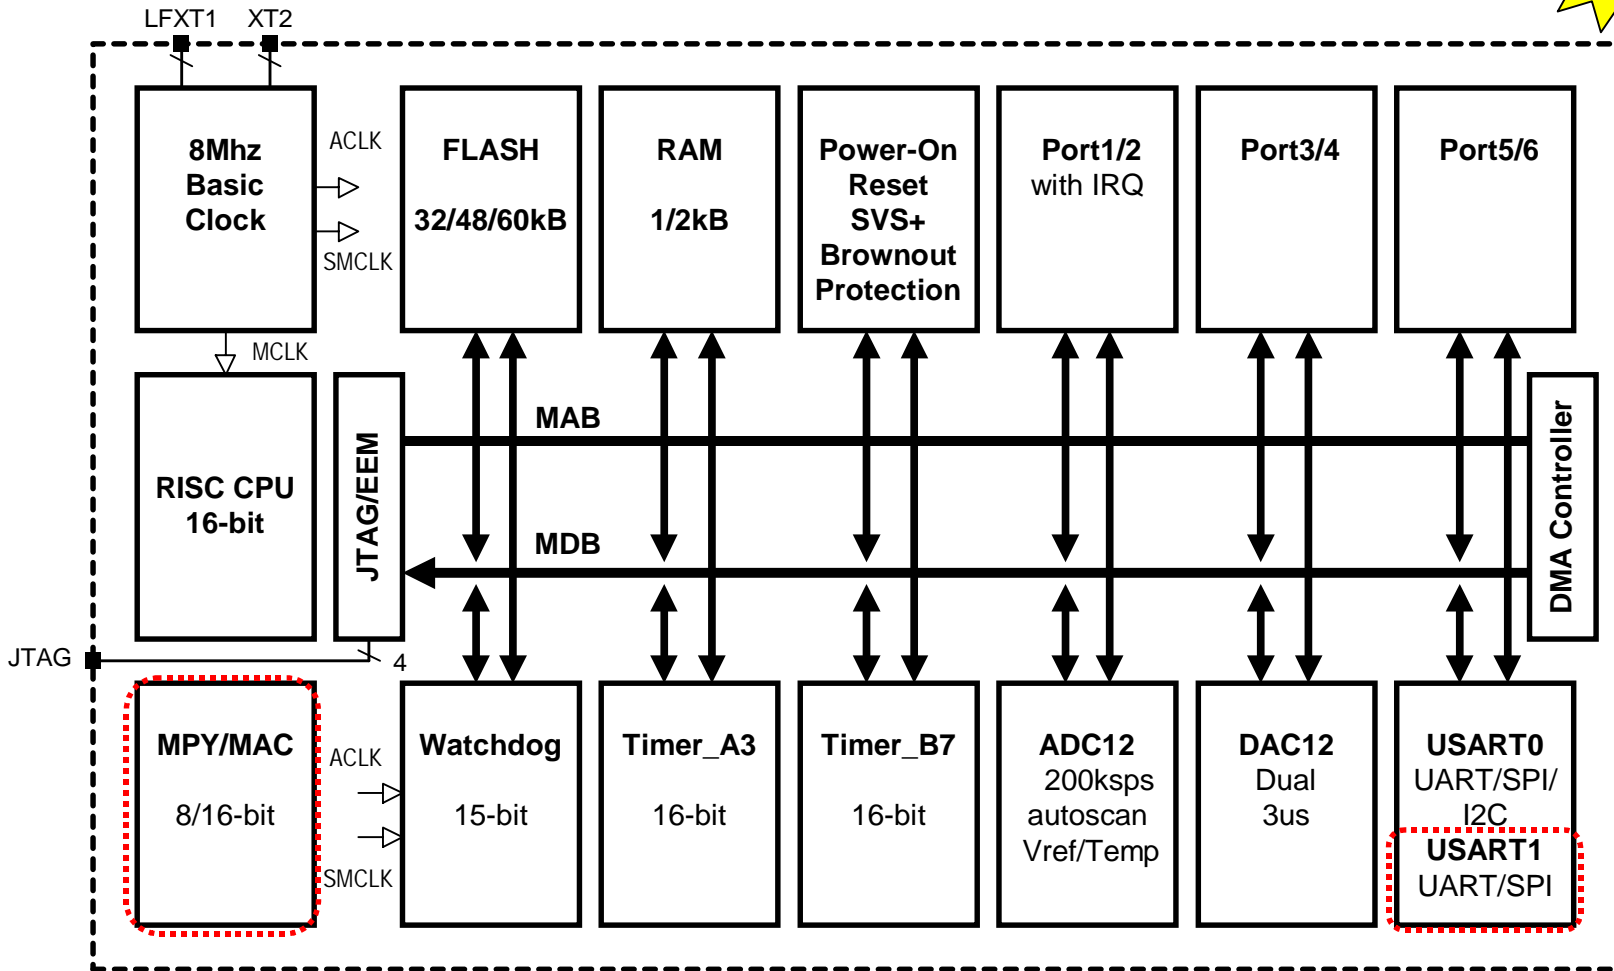 LFXT1
XT2
8Mhz
Basic
Clock
ACLK
SMCLK
FLASH
32/48/60kB
RAM
1/2kB
Power-On
Reset
SVS+
Brownout
Protection
Port1/2
with IRQ
Port3/4
Port5/6
MCLK
RISC CPU
16-bit
JTAG/EEM
MAB
MDB
DMA Controller
JTAG
4
MPY/MAC
8/16-bit
ACLK
SMCLK
Watchdog
15-bit
Timer_A3
16-bit
Timer_B7
16-bit
ADC12
200ksps
autoscan
Vref/Temp
DAC12
Dual
3us
USART0
UART/SPI/
I2C
USART1
UART/SPI